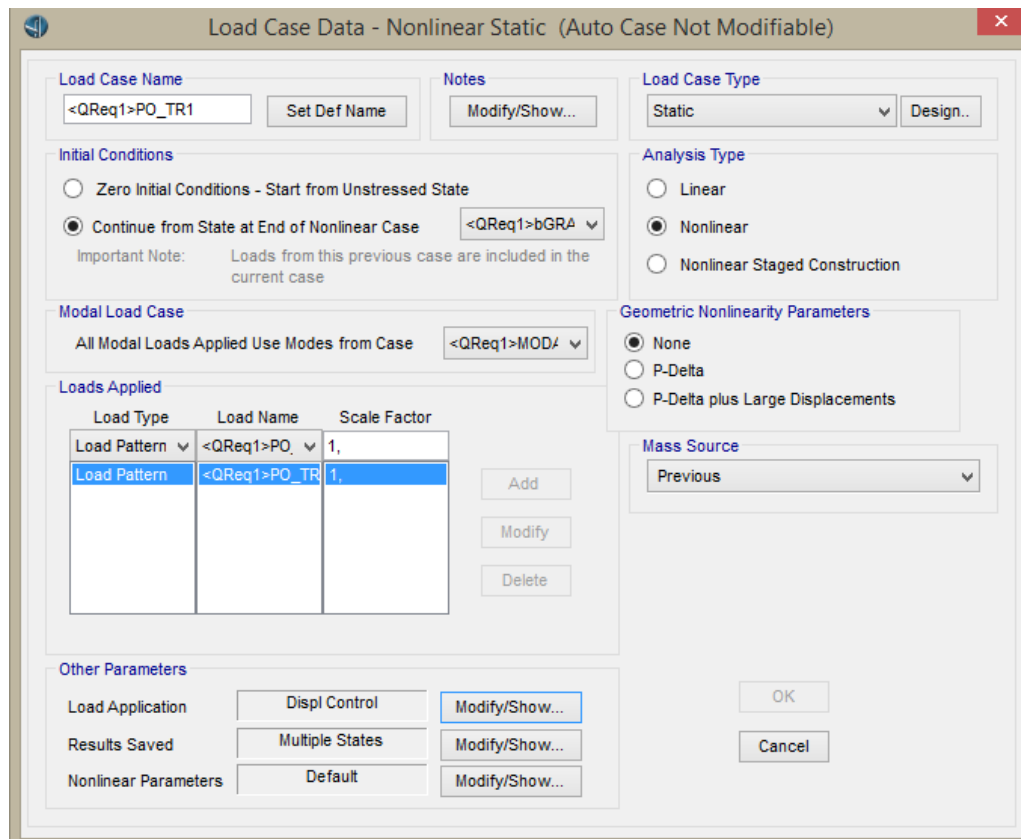 Load Case Data - Nonlinear Static (Auto Case Not Modifiable)
Load Case Name
<QReq1>PO_TR1
Set Def Name
Notes
Modify/Show...
Load Case Type
Static
Design..
Initial Conditions
Zero Initial Conditions - Start from Unstressed State
Continue from State at End of Nonlinear Case
<QReq1>bGRA
Important Note: Loads from this previous case are included in the
current case
Analysis Type
Linear
Nonlinear
Nonlinear Staged Construction
Modal Load Case
All Modal Loads Applied Use Modes from Case
<QReq1>MODA
Geometric Nonlinearity Parameters
None
P-Delta
P-Delta plus Large Displacements
Loads Applied
Load Type Load Name Scale Factor
Load Pattern <QReq1>PO_ 1,
Load Pattern <QReq1>PO_TR 1,
Add
Modify
Delete
Mass Source
Previous
Other Parameters
Load Application Displ Control Modify/Show...
Results Saved Multiple States Modify/Show...
Nonlinear Parameters Default Modify/Show...
OK
Cancel